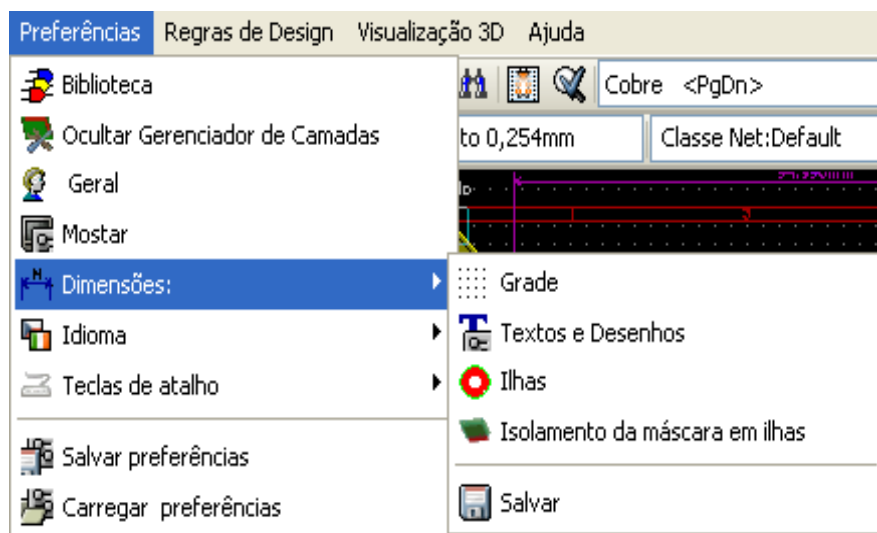 Preferências Regras de Design Visualização 3D Ajuda
Biblioteca
Cobre <PgDn>
Ocultar Gerenciador de Camadas
to 0,254mm
Classe Net:Default
Geral
Mostar
Dimensões:
Grade
Idioma
Textos e Desenhos
Teclas de atalho
Ilhas
Isolamento da máscara em ilhas
Salvar preferências
Salvar
Carregar preferências